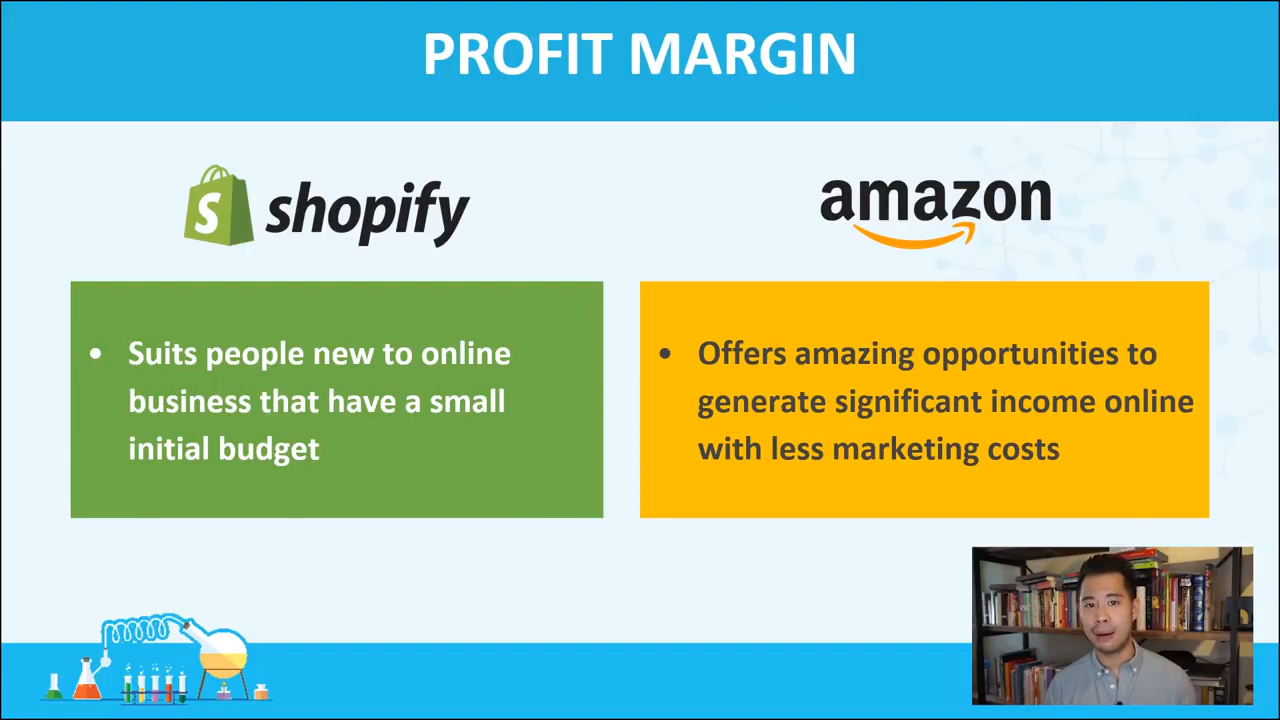 PROFIT MARGIN
S shopify
amazon
• Suits people new to online
business that have a small
initial budget
• Offers amazing opportunities to
generate significant income online
with less marketing costs